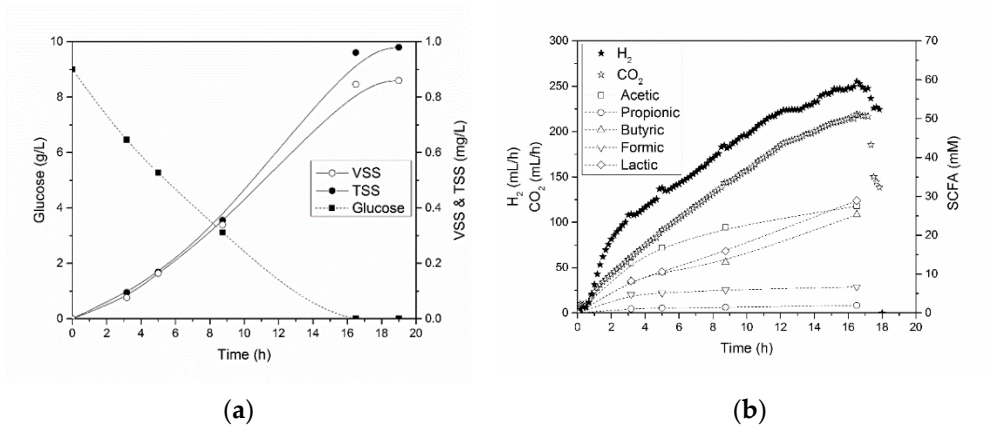 10
8
6
4
2
0
Glucose (g/L)
1.0
0.8
0.6
0.4
0.2
0.0
VSS & TSS (mg/L)
VSS
TSS
Glucose
0 2 4 6 8 10 12 14 16 18 20
Time (h)
(a)
300
250
200
150
100
50
0
H2 (mL/h)
CO2 (mL/h)
70
60
50
40
30
20
10
0
SCFA (mM)
H2
CO2
Acetic
Propionic
Butyric
Formic
Lactic
0 2 4 6 8 10 12 14 16 18 20
Time (h)
(b)